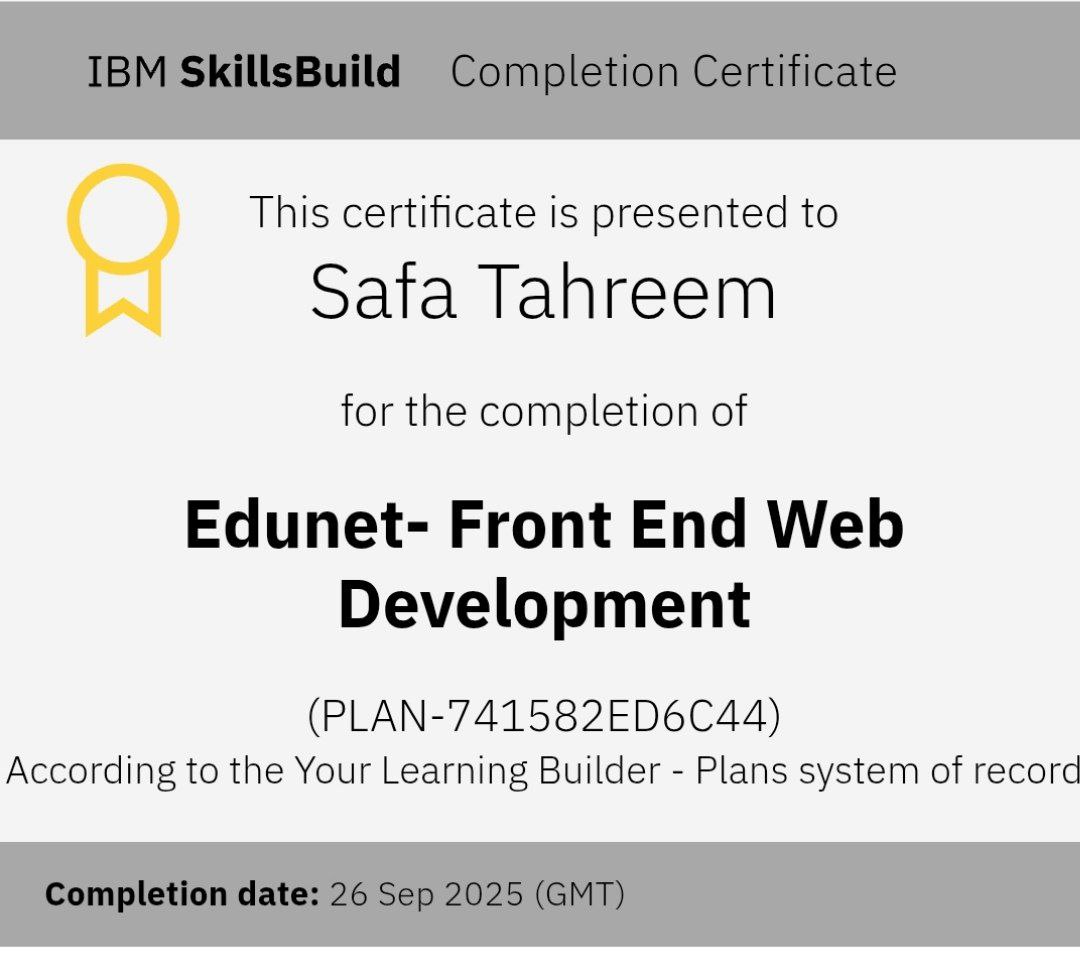 IBM SkillsBuild Completion Certificate
This certificate is presented to
Safa Tahreem
for the completion of
Edunet- Front End Web
Development
(PLAN-741582ED6C44)
According to the Your Learning Builder - Plans system of record
Completion date: 26 Sep 2025 (GMT)